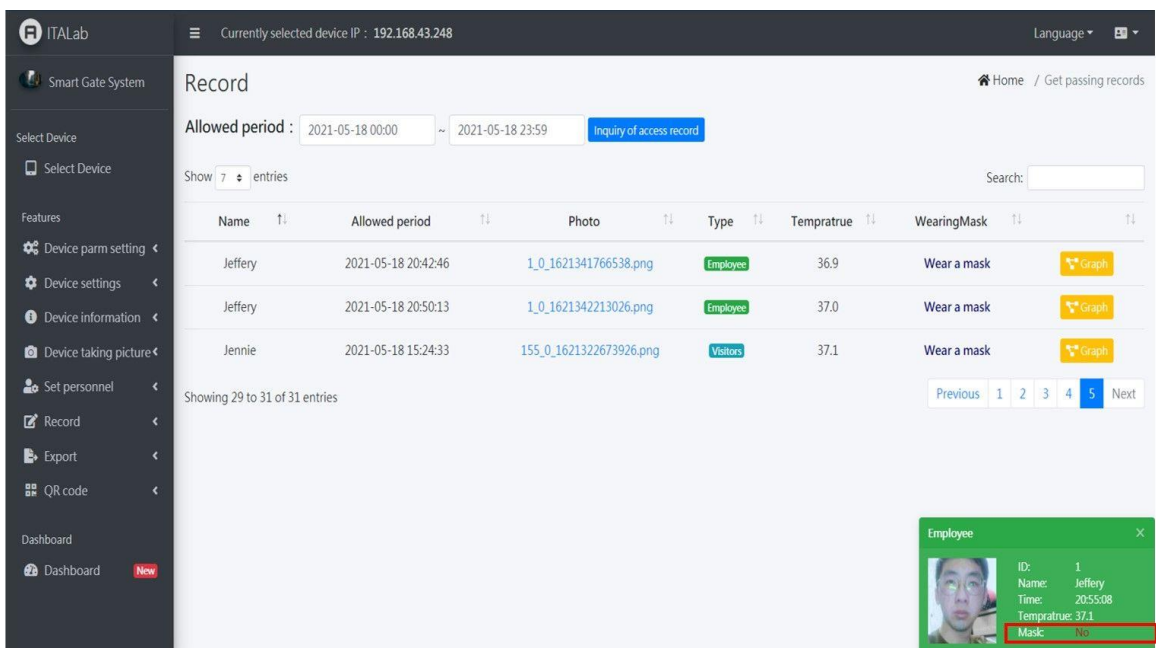 ITALab
Currently selected device IP : 192.168.43.248
Language
Smart Gate System
Record
Home / Get passing records
Allowed period : 2021-05-18 00:00 ~ 2021-05-18 23:59 Inquiry of access record
Select Device
Select Device
Show 7 entries
Search:
Features
Device parm setting
Device settings
Device information
Device taking picture
Set personnel
Record
Export
QR code
Dashboard
Dashboard New
Name Allowed period Photo Type Tempratrue WearingMask
Jeffery 2021-05-18 20:42:46 1_0_1621341766538.png Employee 36.9 Wear a mask Graph
Jeffery 2021-05-18 20:50:13 1_0_1621342213026.png Employee 37.0 Wear a mask Graph
Jennie 2021-05-18 15:24:33 155_0_1621322673926.png Visitors 37.1 Wear a mask Graph
Showing 29 to 31 of 31 entries
Previous 1 2 3 4 5 Next
Employee X
ID: 1
Name: Jeffery
Time: 20:55:08
Tempratrue: 37.1
Mask: No